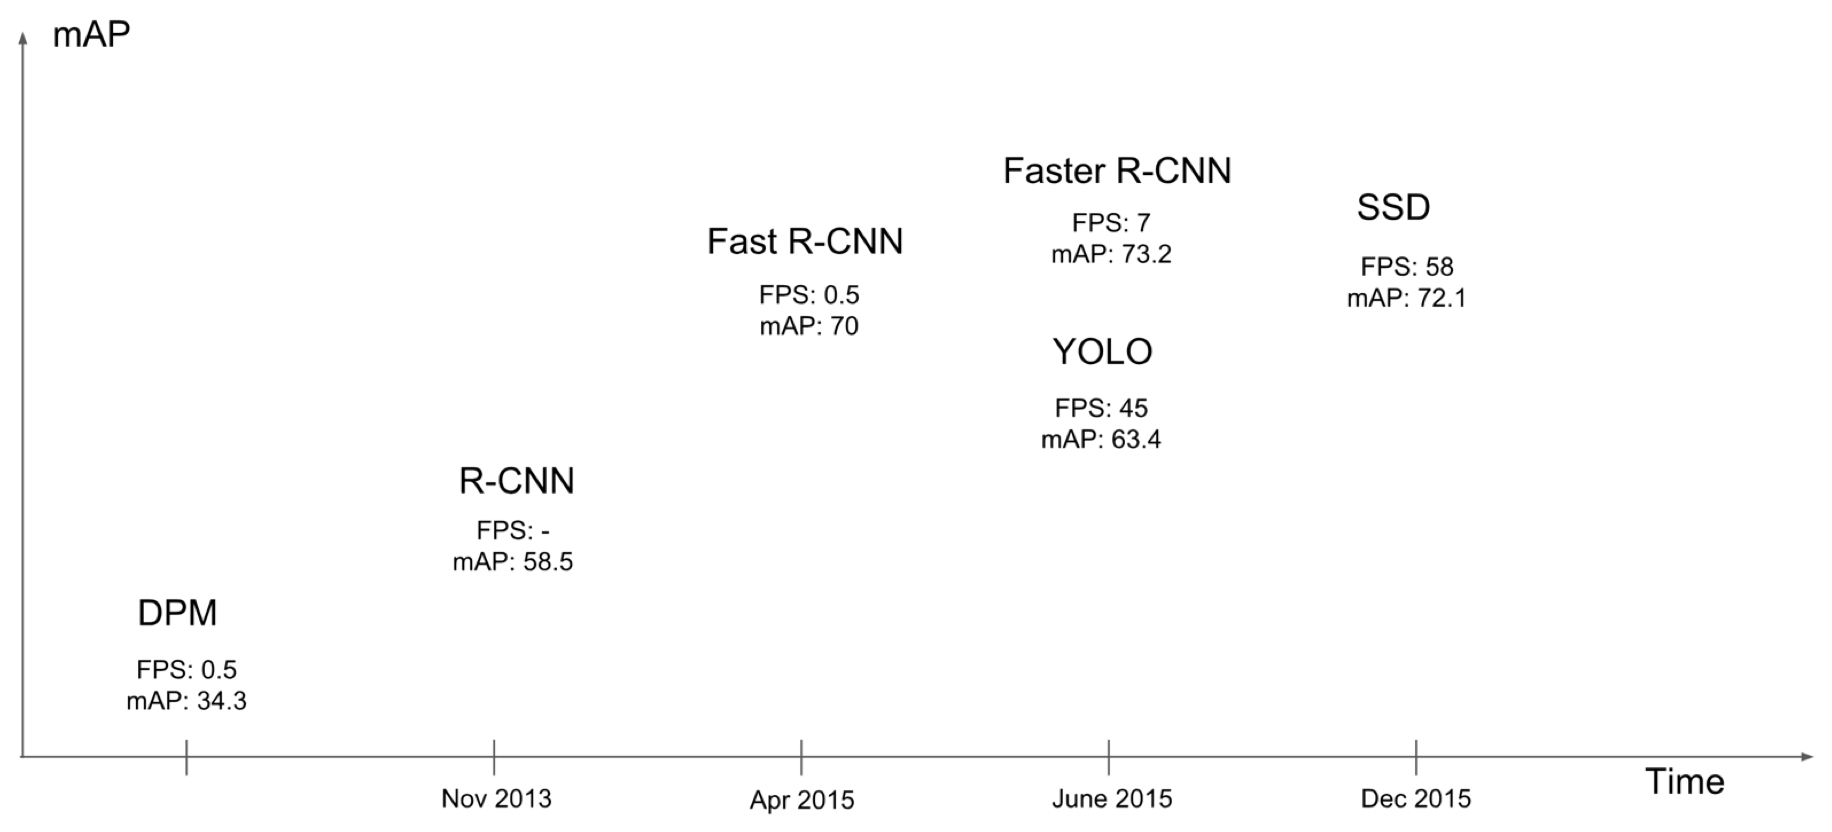 mAP
Faster R-CNN
FPS: 7
mAP: 73.2
SSD
FPS: 58
mAP: 72.1
Fast R-CNN
FPS: 0.5
mAP: 70
YOLO
FPS: 45
mAP: 63.4
R-CNN
FPS: -
mAP: 58.5
DPM
FPS: 0.5
mAP: 34.3
Nov 2013
Apr 2015
June 2015
Dec 2015
Time